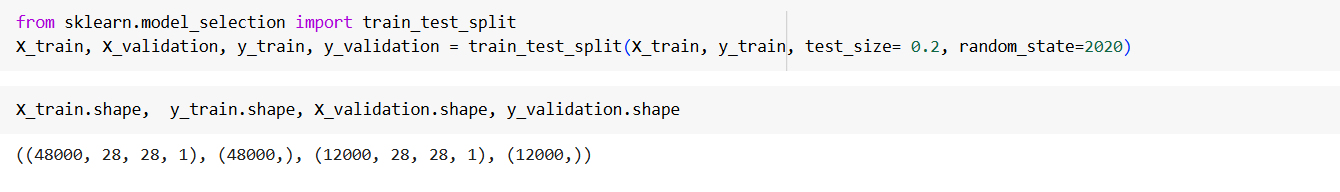 from sklearn.model_selection import train_test_split
X_train, X_validation, y_train, y_validation = train_test_split(X_train, y_train, test_size= 0.2, random_state=2020)
X_train.shape,  y_train.shape, X_validation.shape, y_validation.shape
((48000, 28, 28, 1), (48000,), (12000, 28, 28, 1), (12000,))